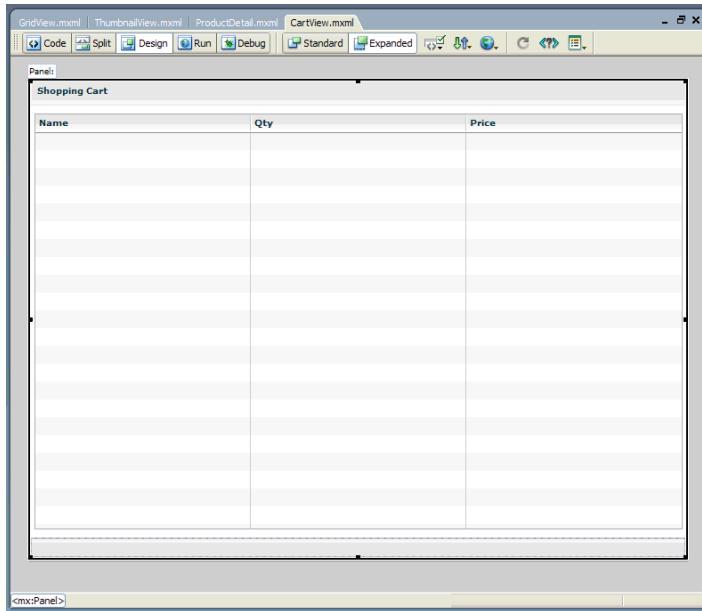 GridView.mxml ThumbnailView.mxml ProductDetail.mxml CartView.mxml
Code Split Design Run Debug Standard Expanded
Panel:
Shopping Cart
Name Qty Price
<mx:Panel>